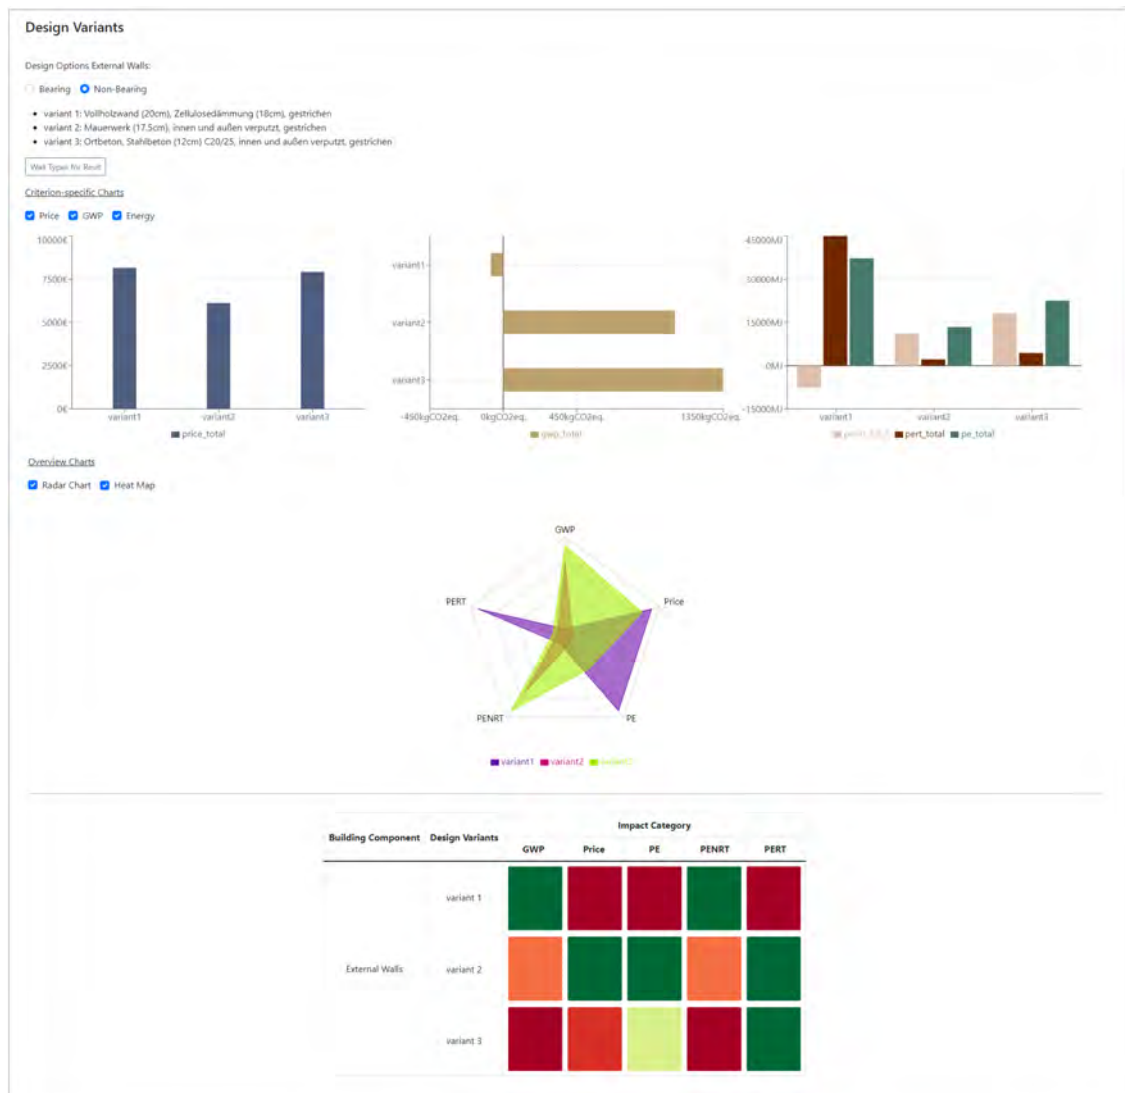 Design Variants
Design Options External Walls:
Bearing Non-Bearing
• variant 1: Vollholzwand (20cm), Zellulosedämmung (18cm), gestrichen
• variant 2: Mauerwerk (17.5cm), innen und außen verputzt, gestrichen
• variant 3: Ortbeton, Stahlbeton (12cm) C20/25, innen und außen verputzt, gestrichen
Wall Types for Revit
Criterion-specific Charts
Price GWP Energy
10000€
7500€
5000€
2500€
0€
variant1 variant2 variant3
price_total
variant1
variant2
variant3
-450kgCO2eq. 0kgCO2eq. 450kgCO2eq. 1350kgCO2eq.
gwp_total
45000MJ
30000MJ
15000MJ
0MJ
-15000MJ
variant1 variant2 variant3
pert_total pe_total
Overview Charts
Radar Chart Heat Map
GWP
PERT Price
PENRT PE
variant1 variant2
Impact Category
Building Component Design Variants
GWP Price PE PENRT PERT
variant 1
External Walls variant 2
variant 3